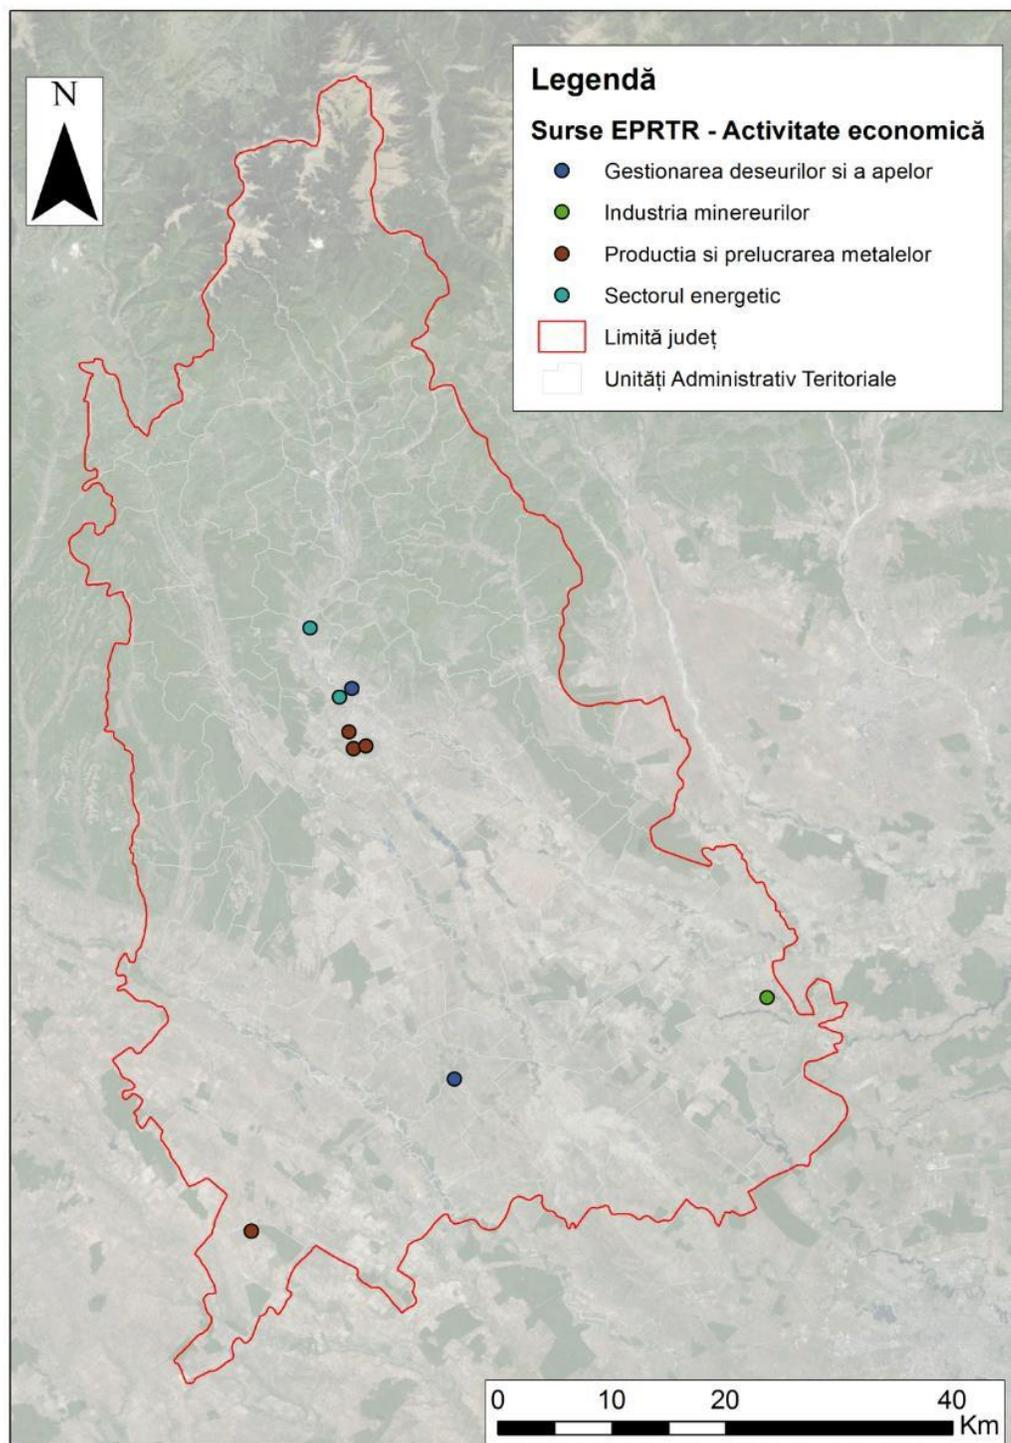 N
Legendă
Surse EPRTR - Activitate economică
Gestionarea deseurilor si a apelor
Industria minereurilor
Productia si prelucrarea metalelor
Sectorul energetic
Limită județ
Unități Administrativ Teritoriale
0 10 20 40
Km